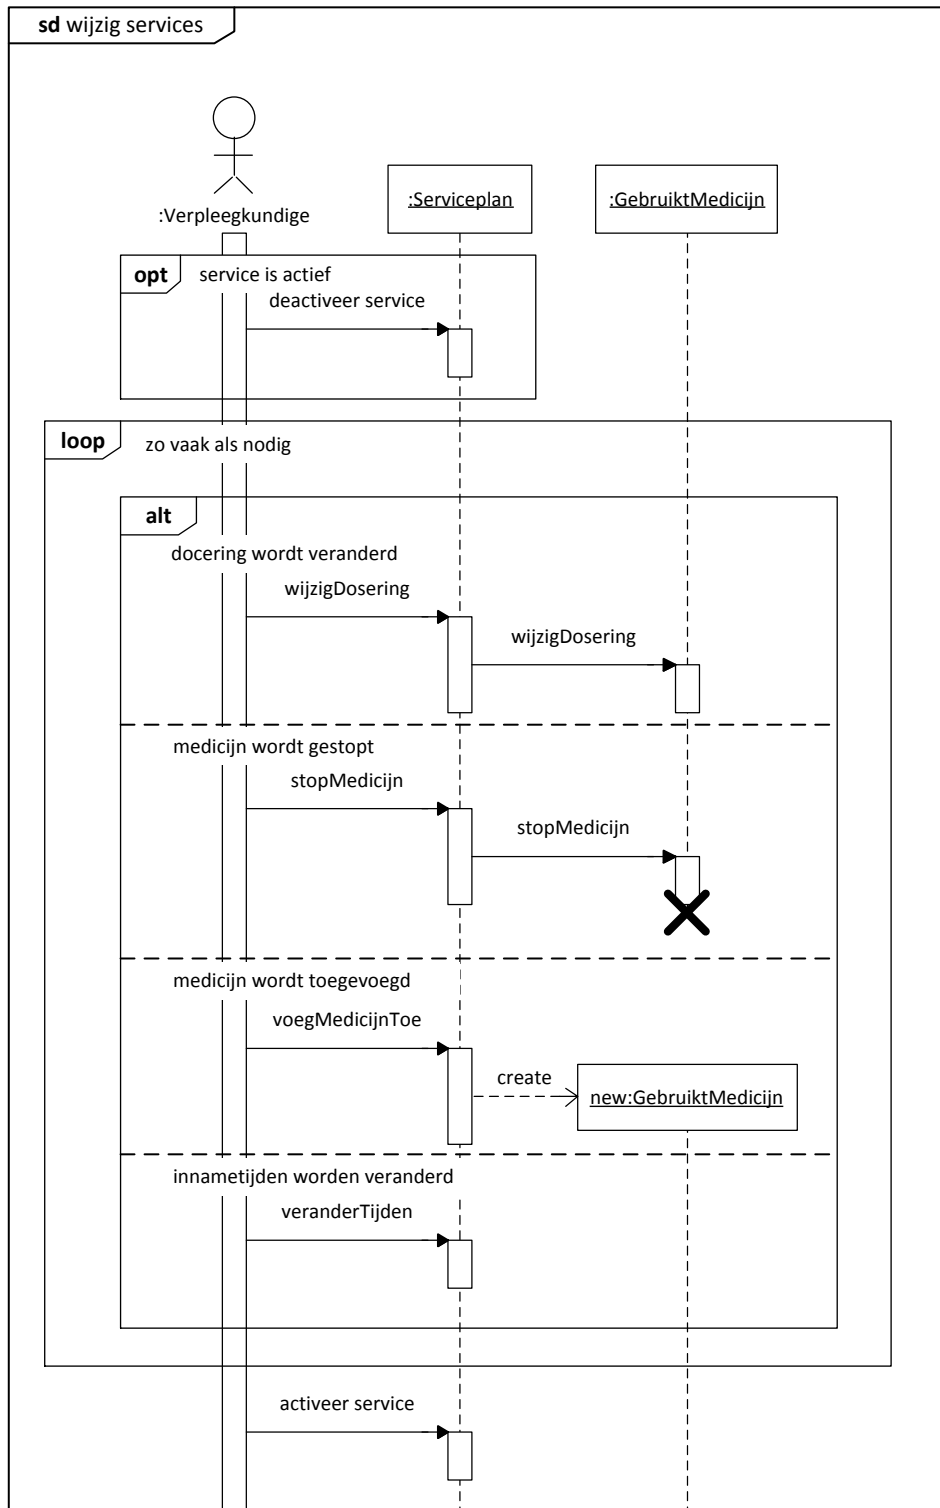 sd wijzig services
:Verpleegkundige
:Serviceplan
:GebruiktMedicijn
opt
service is actief
deactiveer service
loop
zo vaak als nodig
alt
docering wordt veranderd
wijzigDosering
wijzigDosering
medicijn wordt gestopt
stopMedicijn
stopMedicijn
medicijn wordt toegevoegd
voegMedicijnToe
create
new:GebruiktMedicijn
innametijden worden veranderd
veranderTijden
activeer service